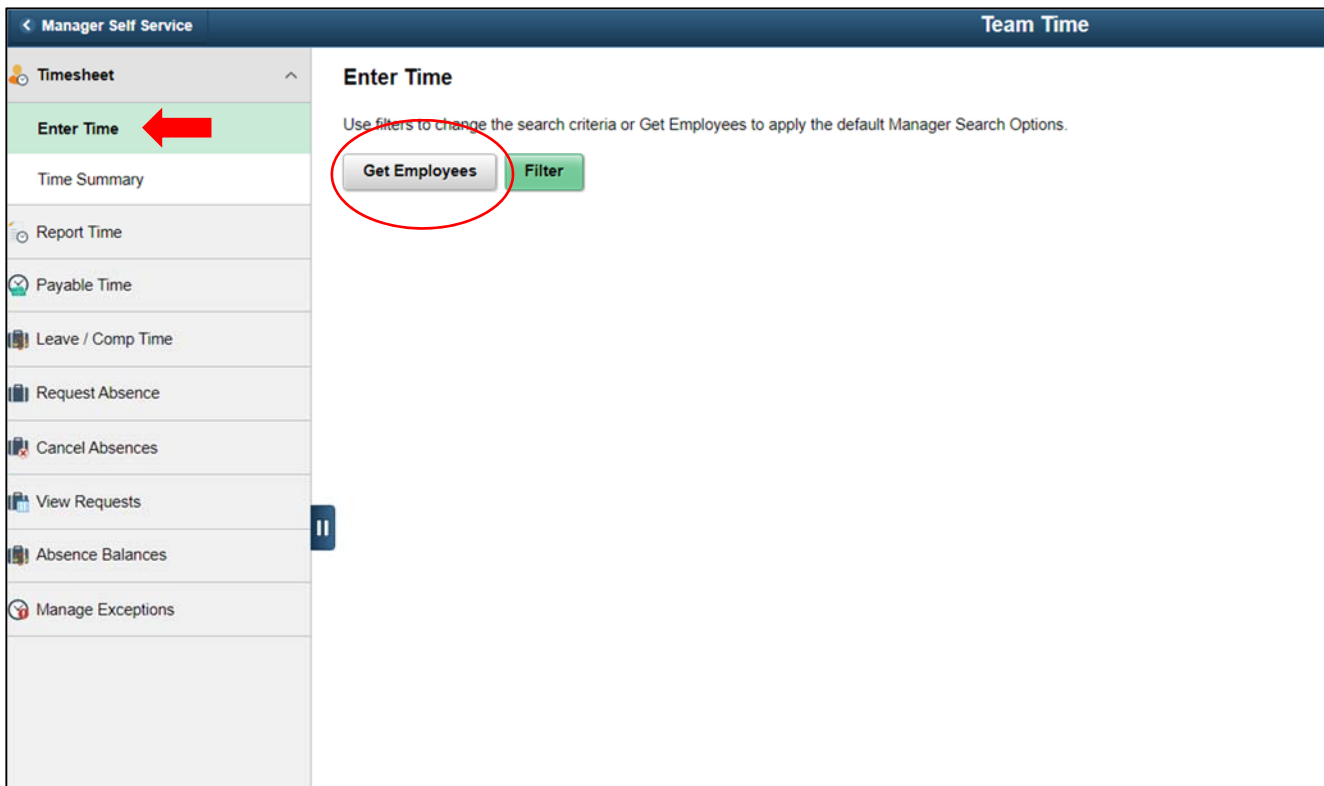 Manager Self Service
Team Time
Timesheet
Enter Time
Time Summary
Report Time
Payable Time
Leave / Comp Time
Request Absence
Cancel Absences
View Requests
Absence Balances
Manage Exceptions
Enter Time
Use filters to change the search criteria or Get Employees to apply the default Manager Search Options.
Get Employees
Filter